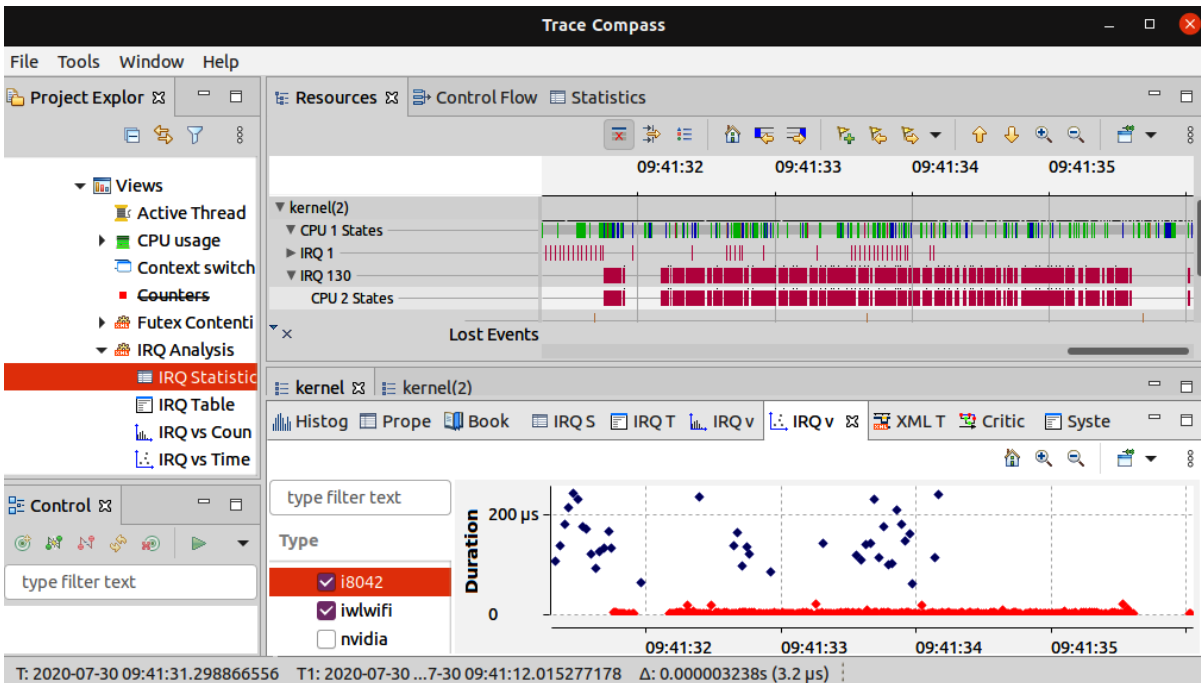 Trace Compass
File Tools Window Help
Project Explor
Views
Active Thread
CPU usage
Context switch
Counters
Futex Contenti
IRQ Analysis
IRQ Statistic
IRQ Table
IRQ vs Coun
IRQ vs Time
Control
type filter text
Resources Control Flow Statistics
09:41:32 09:41:33 09:41:34 09:41:35
kernel(2)
CPU 1 States
IRQ 1
IRQ 130
CPU 2 States
Lost Events
kernel kernel(2)
Histog Prope Book IRQ S IRQ T IRQ v IRQ v XML T Critic Syste
type filter text
Type
i8042
iwlwifi
nvidia
Duration
200 µs
0
09:41:32 09:41:33 09:41:34 09:41:35
T: 2020-07-30 09:41:31.298866556 T1: 2020-07-30 ...7-30 09:41:12.015277178 Δ: 0.000003238s (3.2 µs)